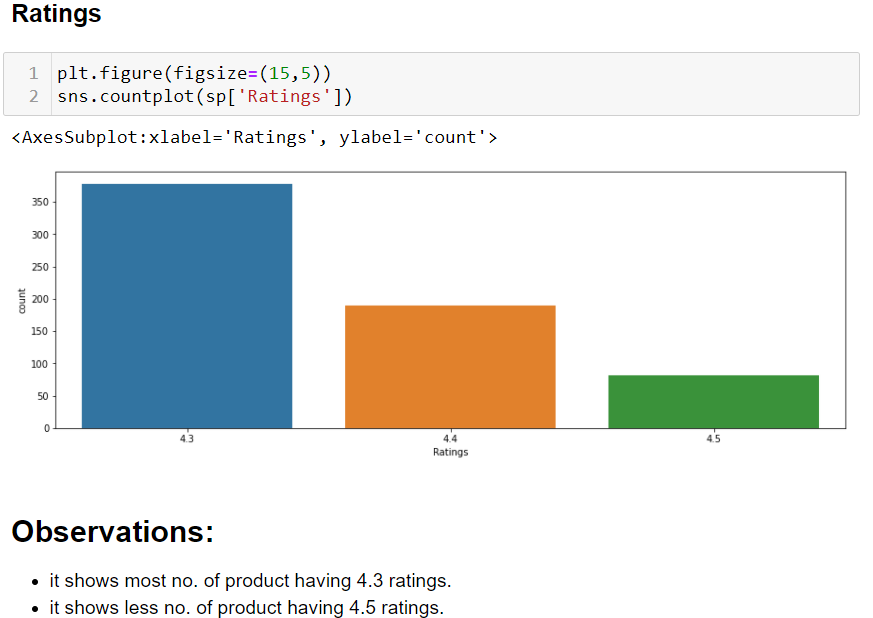 Ratings
1 plt.figure(figsize=(15,5))
2 sns.countplot(sp['Ratings'])
<AxesSubplot:xlabel='Ratings', ylabel='count'>
350
300
250
200
150
100
50
0
count
4.3 4.4 4.5
Ratings
Observations:
• it shows most no. of product having 4.3 ratings.
• it shows less no. of product having 4.5 ratings.